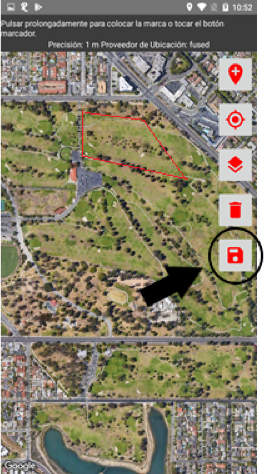 10:52
Pulsar prolongadamente para colocar la marca o tocar el botón
marcador.
Precisión: 1 m Proveedor de Ubicación: fused
Google